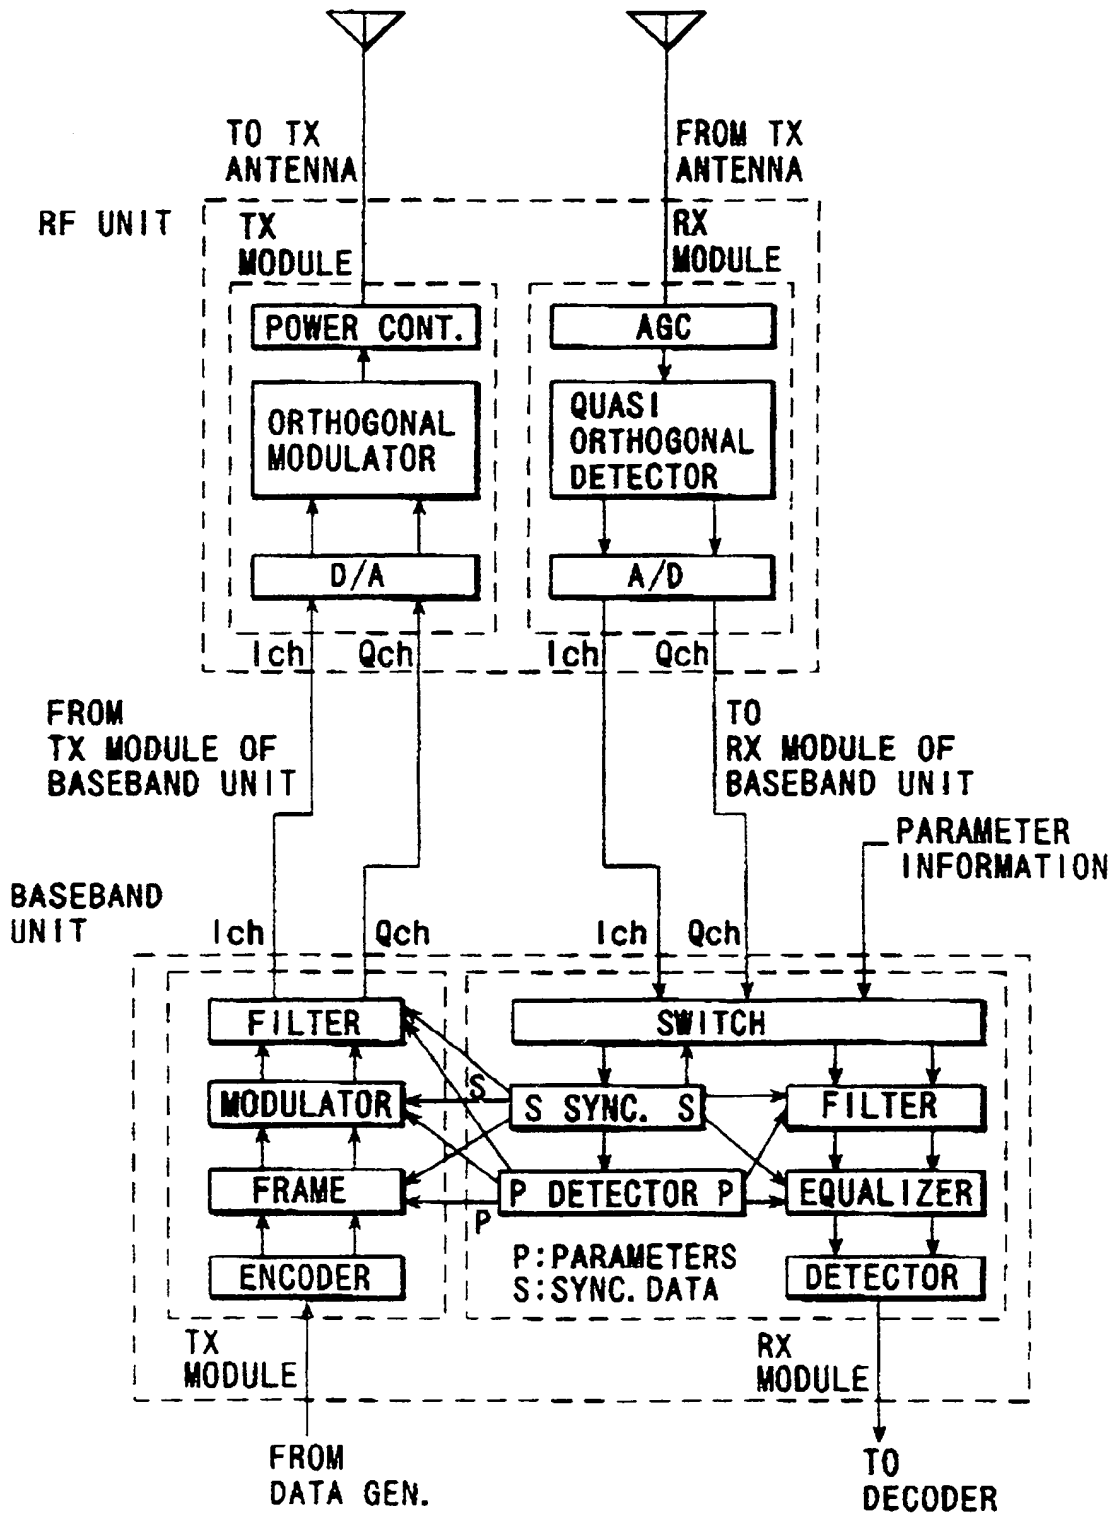 TO TX
ANTENNA
FROM TX
ANTENNA
RF UNIT
TX
MODULE
RX
MODULE
POWER CONT.
AGC
ORTHOGONAL
MODULATOR
QUASI
ORTHOGONAL
DETECTOR
D/A
A/D
Ich
Qch
Ich
Qch
FROM
TX MODULE OF
BASEBAND UNIT
TO
RX MODULE OF
BASEBAND UNIT
PARAMETER
INFORMATION
BASEBAND
UNIT
Ich
Qch
Ich
Qch
FILTER
SWITCH
MODULATOR
S
S SYNC. S
FILTER
FRAME
P
P DETECTOR P
EQUALIZER
ENCODER
P:PARAMETERS
S:SYNC.DATA
DETECTOR
TX
MODULE
RX
MODULE
FROM
DATA GEN.
TO
DECODER